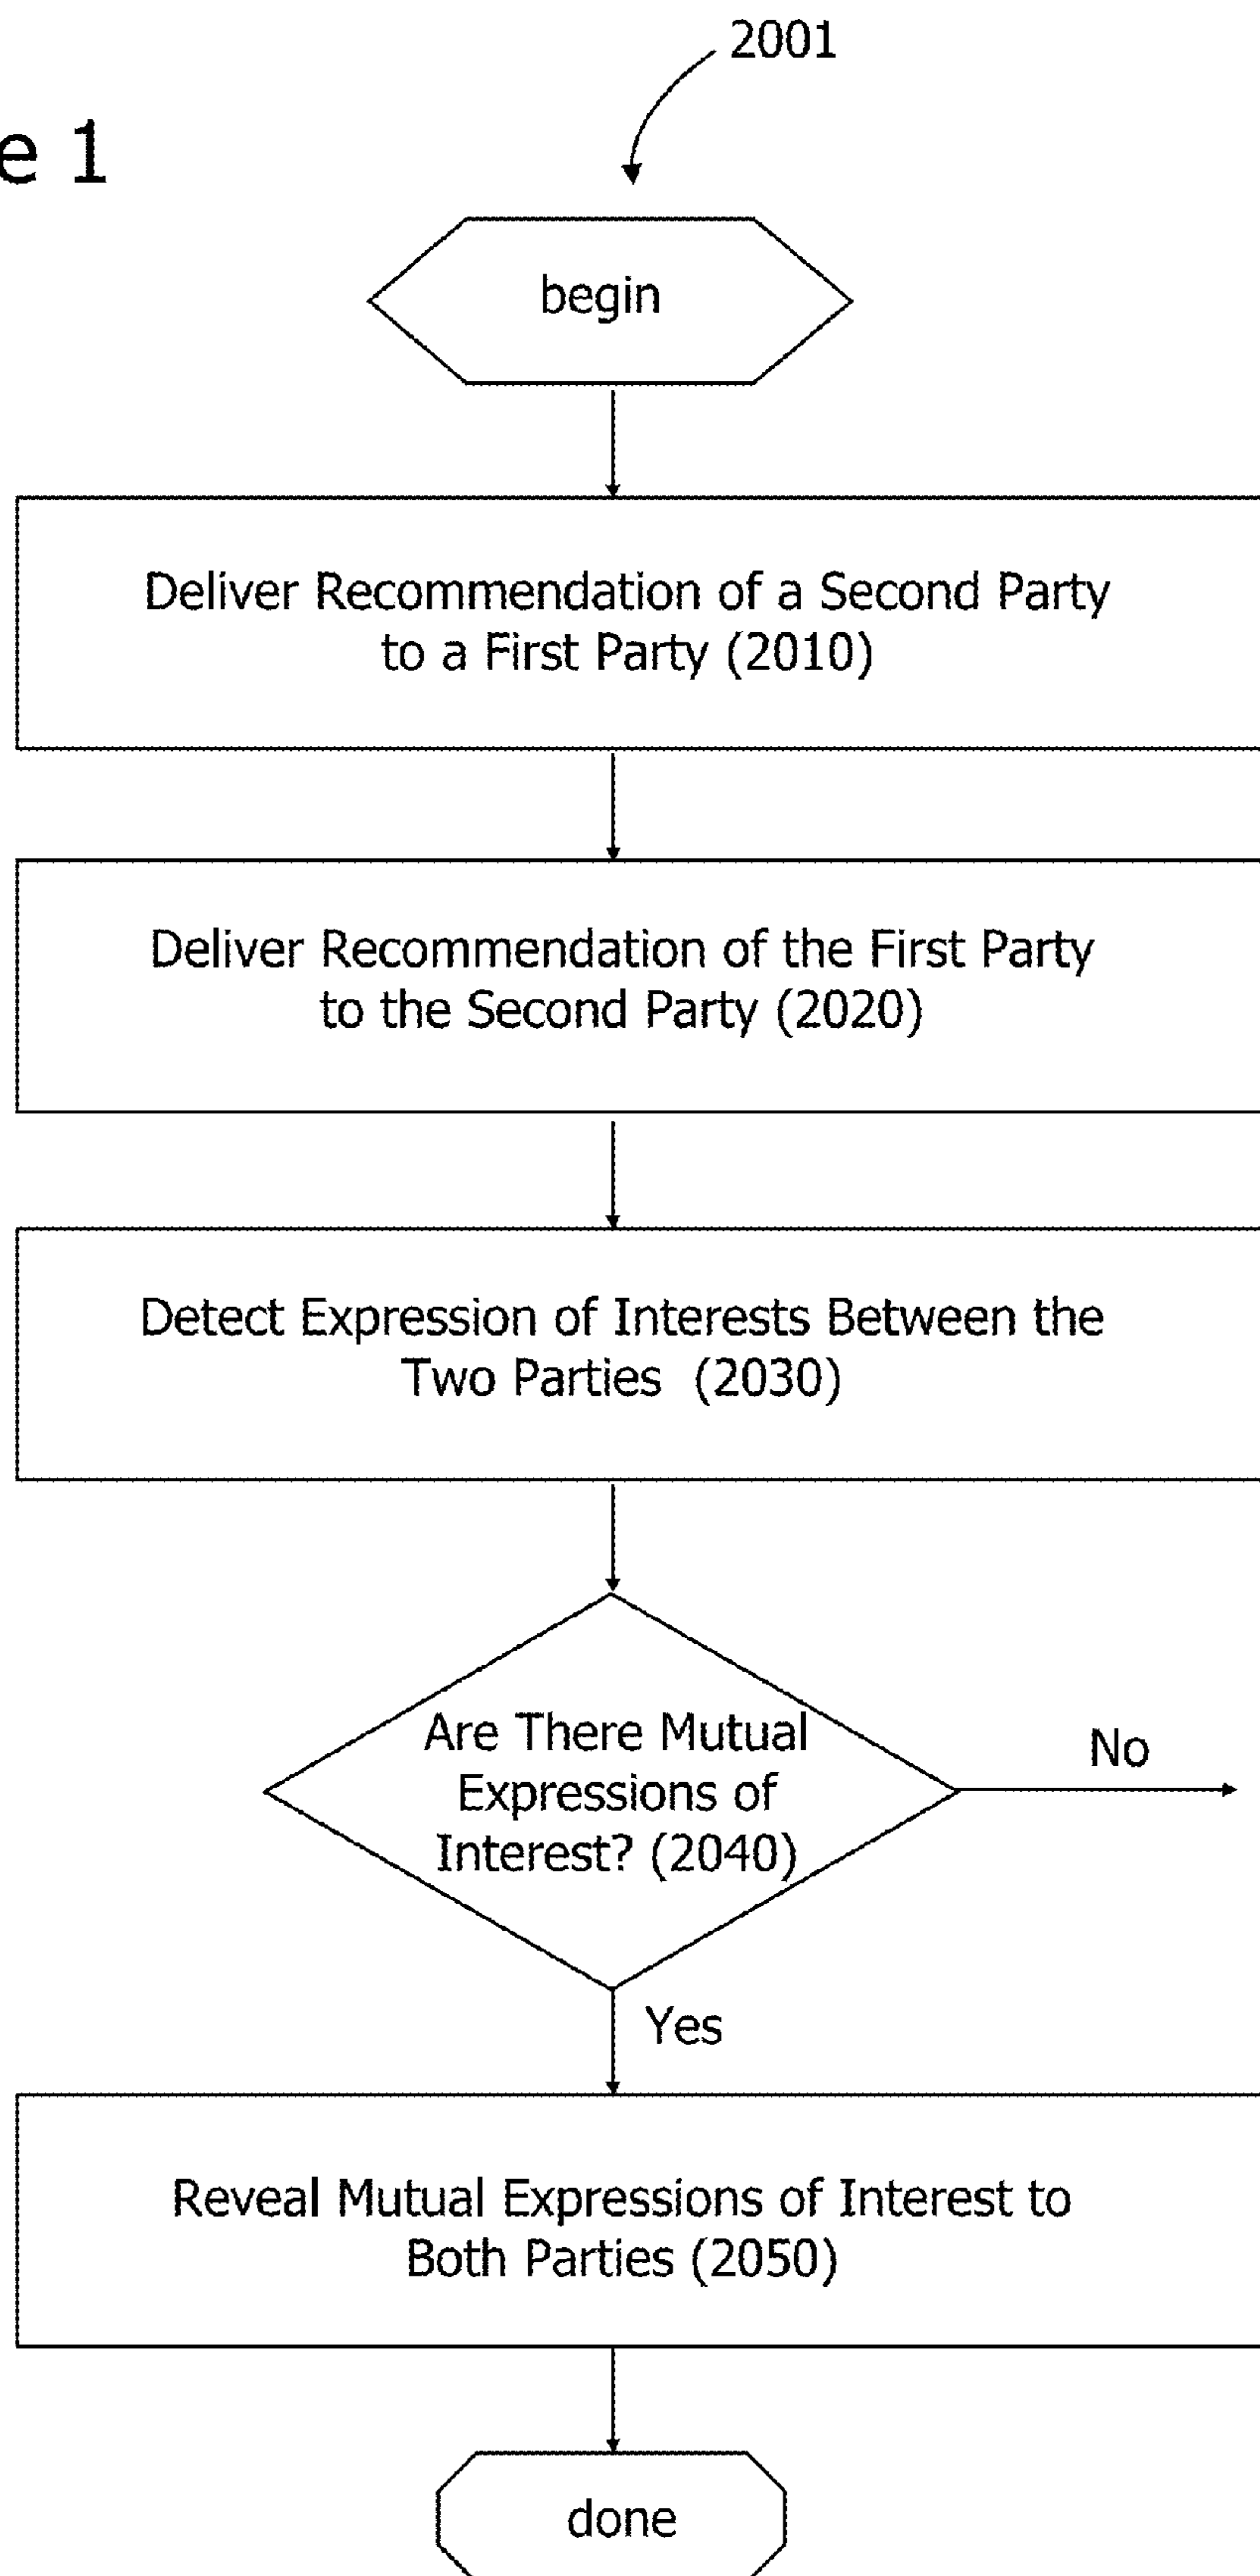 2001
e 1
begin
Deliver Recommendation of a Second Party
to a First Party (2010)
Deliver Recommendation of the First Party
to the Second Party (2020)
Detect Expression of Interests Between the
Two Parties (2030)
Are There Mutual
Expressions of
Interest? (2040)
No
Yes
Reveal Mutual Expressions of Interest to
Both Parties (2050)
done